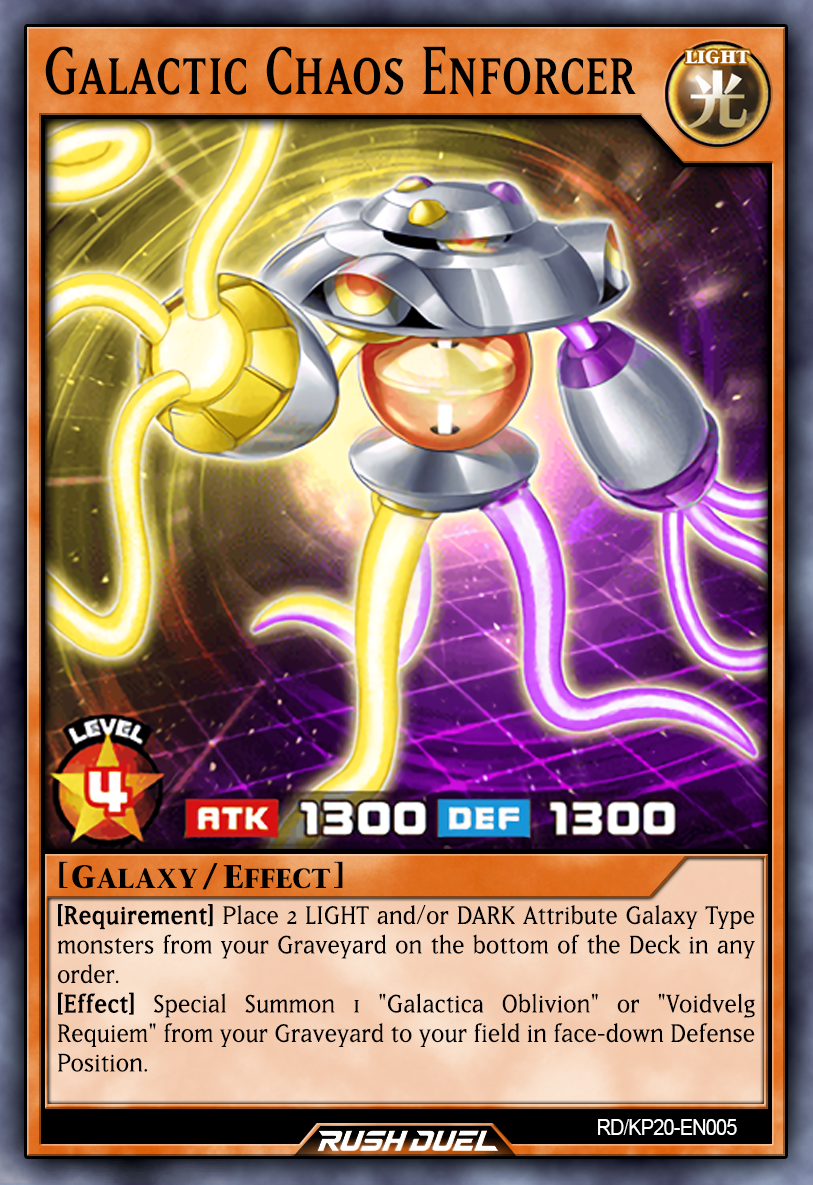 GALACTIC CHAOS ENFORCER
LIGHT
光
LEVEL
4
ATK 1300 DEF 1300
[GALAXY/EFFECT]
[Requirement] Place 2 LIGHT and/or DARK Attribute Galaxy Type
monsters from your Graveyard on the bottom of the Deck in any
order.
[Effect] Special Summon 1 "Galactica Oblivion" or "Voidvelg
Requiem" from your Graveyard to your field in face-down Defense
Position.
RD/KP20-EN005
RUSH DUEL